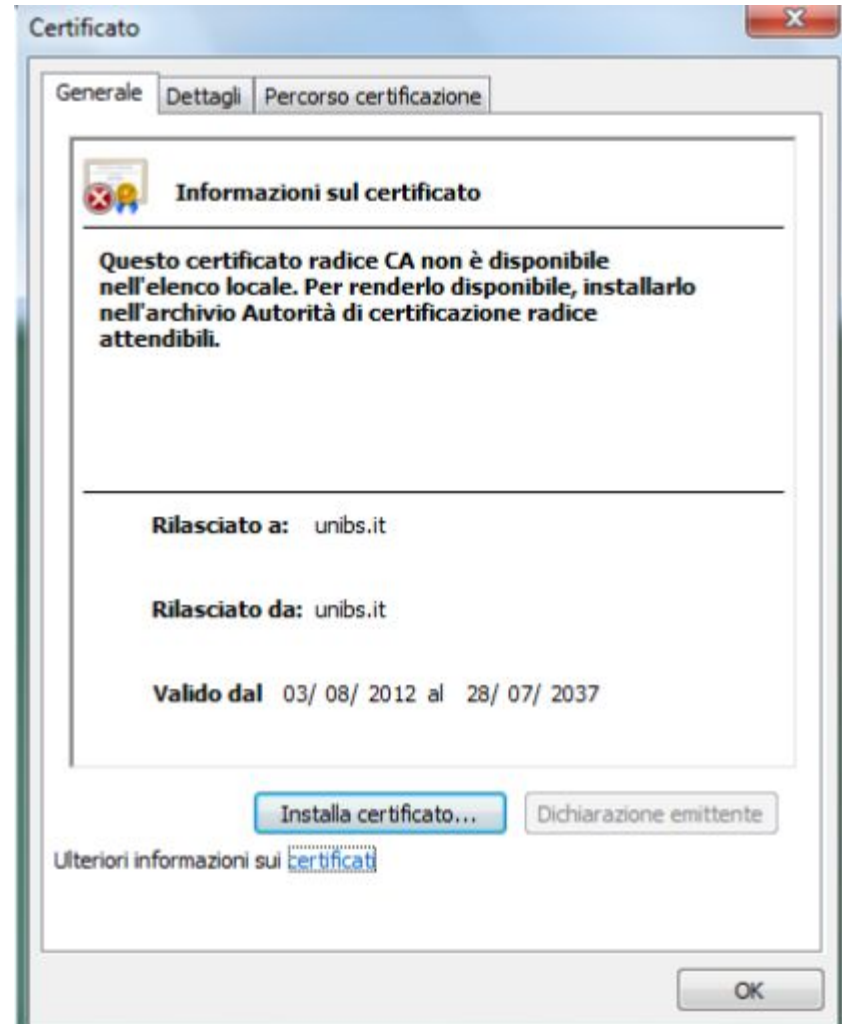 Certificato
Generale Dettagli Percorso certificazione
Informazioni sul certificato
Questo certificato radice CA non è disponibile
nell'elenco locale. Per renderlo disponibile, installarlo
nell'archivio Autorità di certificazione radice
attendibili.
Rilasciato a: unibs.it
Rilasciato da: unibs.it
Valido dal 03/ 08/ 2012 al 28/ 07/ 2037
Installa certificato... Dichiarazione emittente
Ulteriori informazioni sui certificati
OK